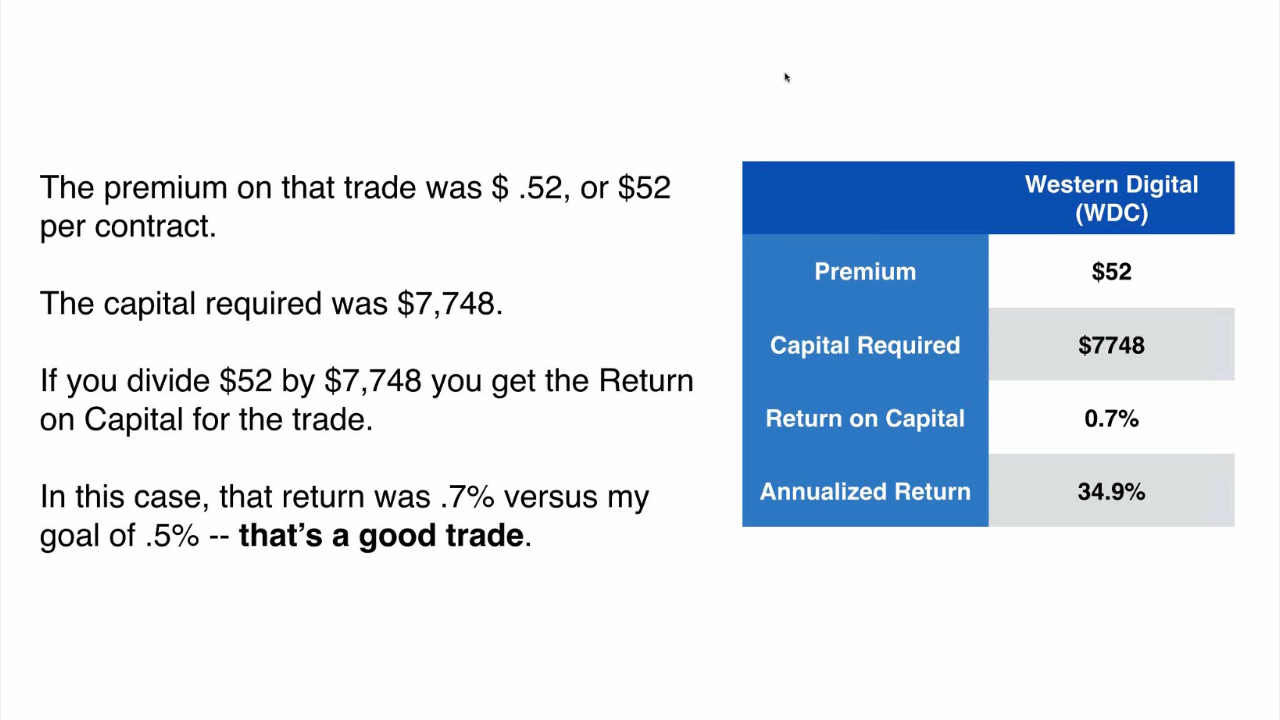 The premium on that trade was $ .52, or $52
per contract.
The capital required was $7,748.
If you divide $52 by $7,748 you get the Return
on Capital for the trade.
In this case, that return was .7% versus my
goal of .5% -- that’s a good trade.
Western Digital
(WDC)
Premium $52
Capital Required $7748
Return on Capital 0.7%
Annualized Return 34.9%